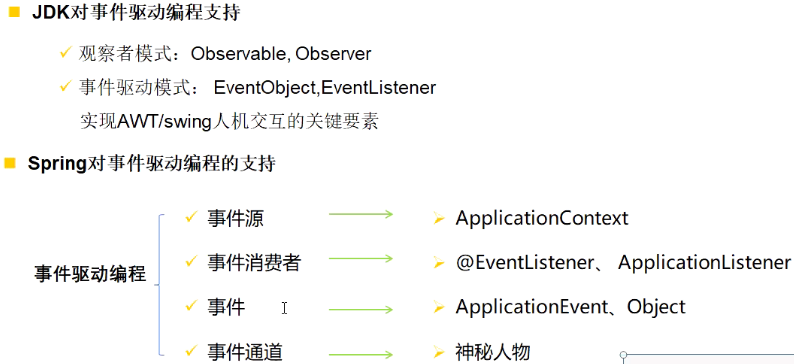 JDK对事件驱动编程支持
观察者模式：Observable, Observer
事件驱动模式： EventObject,EventListener
实现AWT/swing人机交互的关键要素
Spring对事件驱动编程的支持
事件驱动编程
事件源 ApplicationContext
事件消费者 @EventListener、 ApplicationListener
事件 ApplicationEvent、Object
事件通道 神秘人物